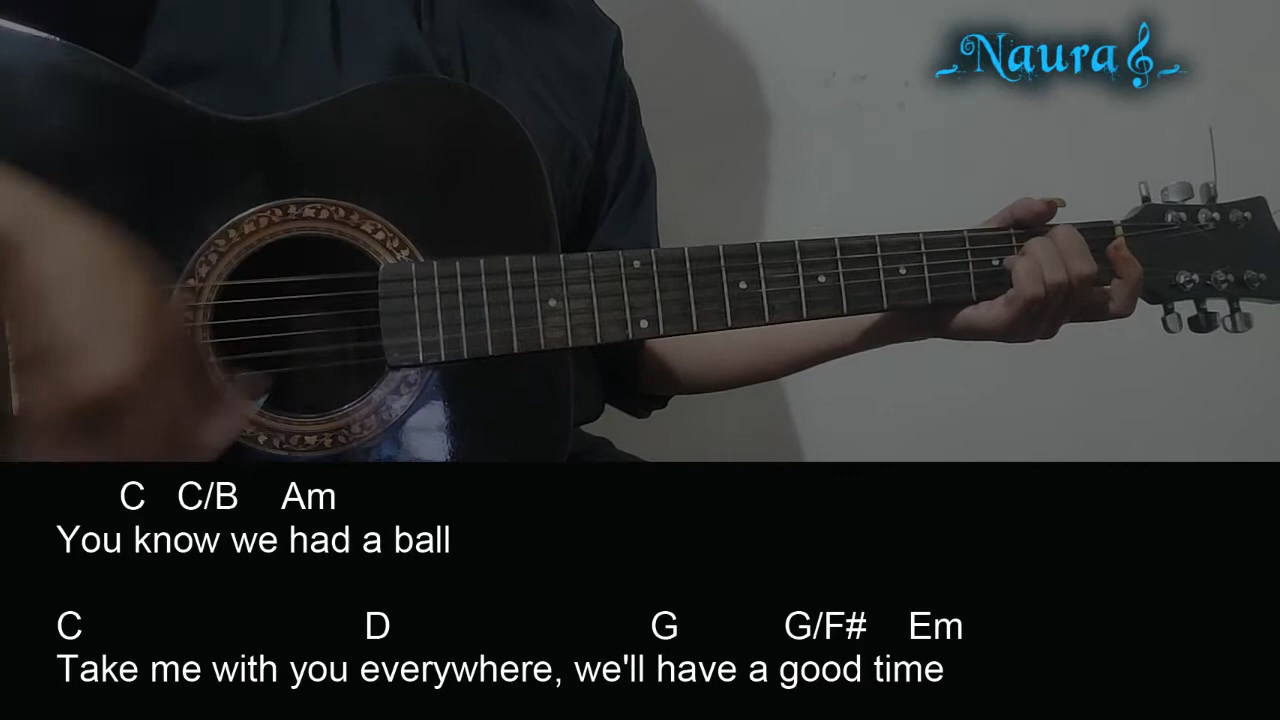 Naura
C C/B Am
You know we had a ball
C D G G/F# Em
Take me with you everywhere, we'll have a good time